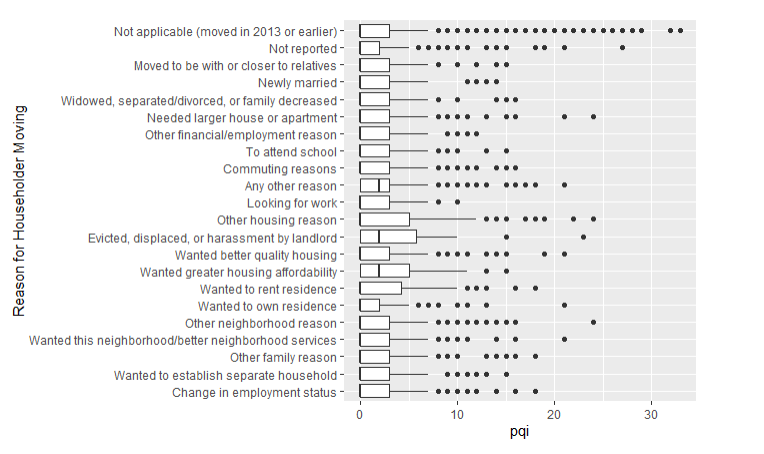 Reason for Householder Moving
Not applicable (moved in 2013 or earlier)
Not reported
Moved to be with or closer to relatives
Newly married
Widowed, separated/divorced, or family decreased
Needed larger house or apartment
Other financial/employment reason
To attend school
Commuting reasons
Any other reason
Looking for work
Other housing reason
Evicted, displaced, or harassment by landlord
Wanted better quality housing
Wanted greater housing affordability
Wanted to rent residence
Wanted to own residence
Other neighborhood reason
Wanted this neighborhood/better neighborhood services
Other family reason
Wanted to establish separate household
Change in employment status
0 10 20 30
pqi